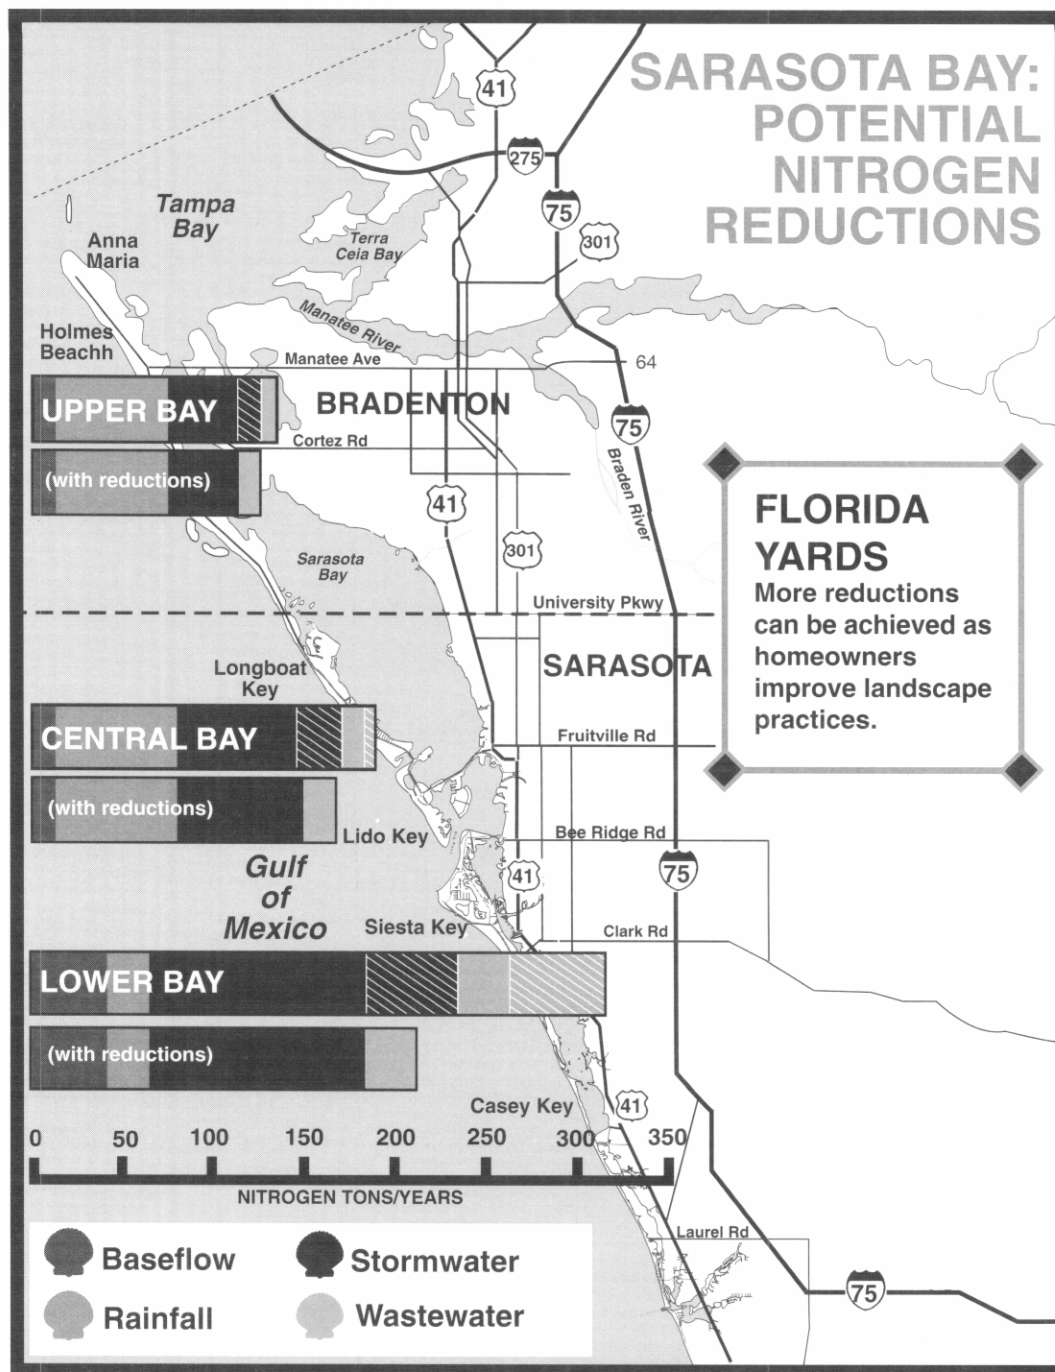 SARASOTA BAY:
POTENTIAL
NITROGEN
REDUCTIONS
41
275
75
301
Tampa
Bay
Terra
Ceia Bay
Anna
Maria
Manatee River
Holmes
Beachh
Manatee Ave
64
UPPER BAY
BRADENTON
75
Cortez Rd
(with reductions)
Braden River
41
301
Sarasota
Bay
FLORIDA
YARDS
More reductions
can be achieved as
homeowners
improve landscape
practices.
University Pkwy
Longboat
Key
SARASOTA
CENTRAL BAY
Fruitville Rd
(with reductions)
Lido Key
Bee Ridge Rd
Gulf
of
Mexico
41
75
Siesta Key
Clark Rd
LOWER BAY
(with reductions)
Casey Key
41
0 50 100 150 200 250 300 350
NITROGEN TONS/YEARS
Laurel Rd
Baseflow
Stormwater
Rainfall
Wastewater
75